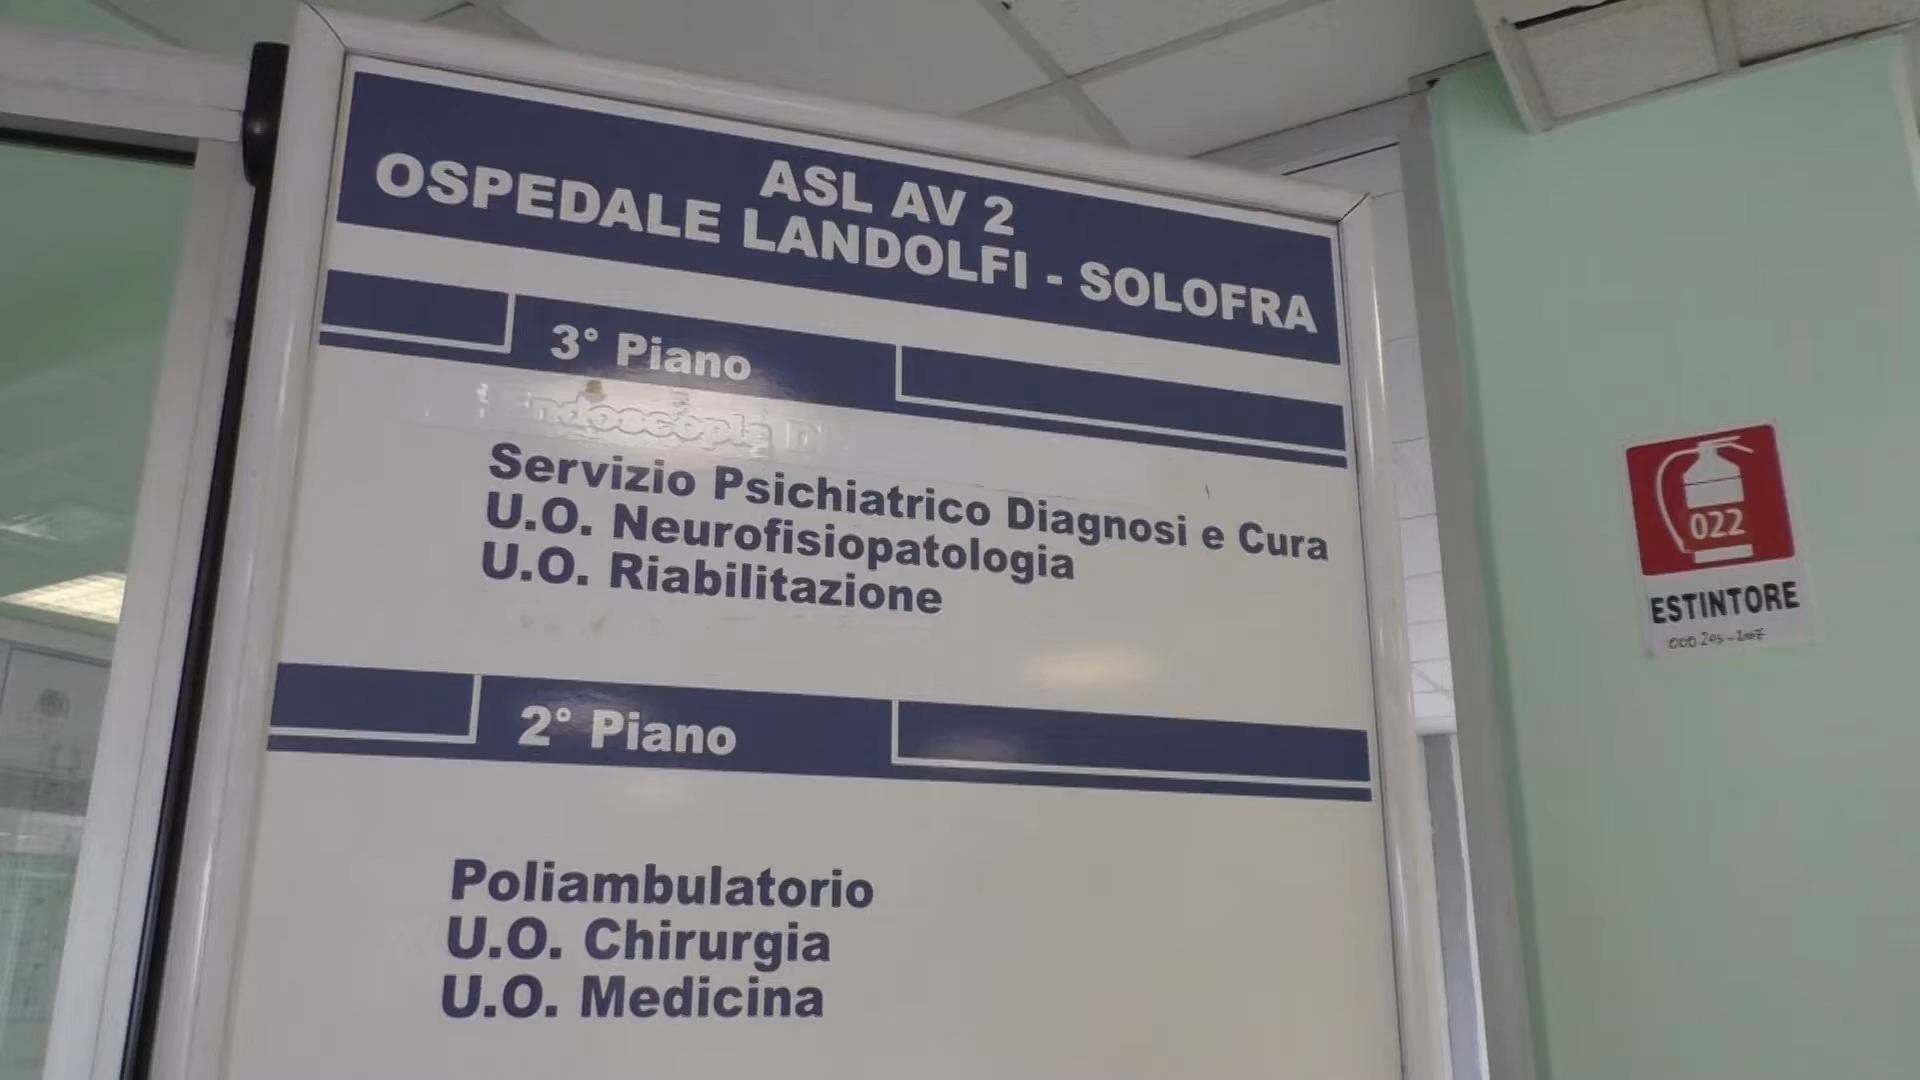 ASL AV 2
OSPEDALE LANDOLFI - SOLOFRA
3° Piano
Endoscopia
Servizio Psichiatrico Diagnosi e Cura
U.O. Neurofisiopatologia
U.O. Riabilitazione
2° Piano
Poliambulatorio
U.O. Chirurgia
U.O. Medicina
022
ESTINTORE